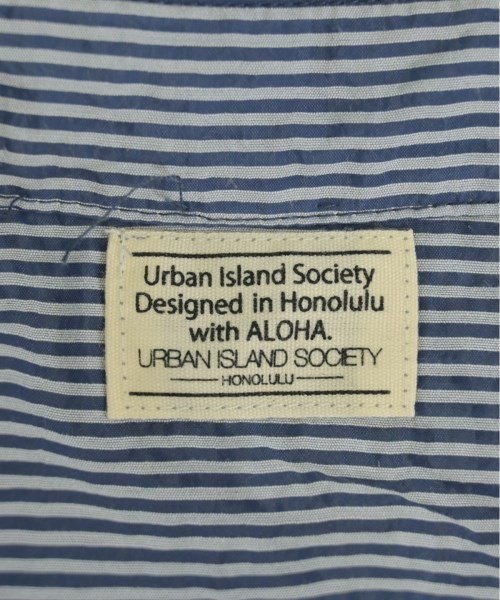 Urban Island Society
Designed in Honolulu
with ALOHA.
URBAN ISLAND SOCIETY
HONOLULU